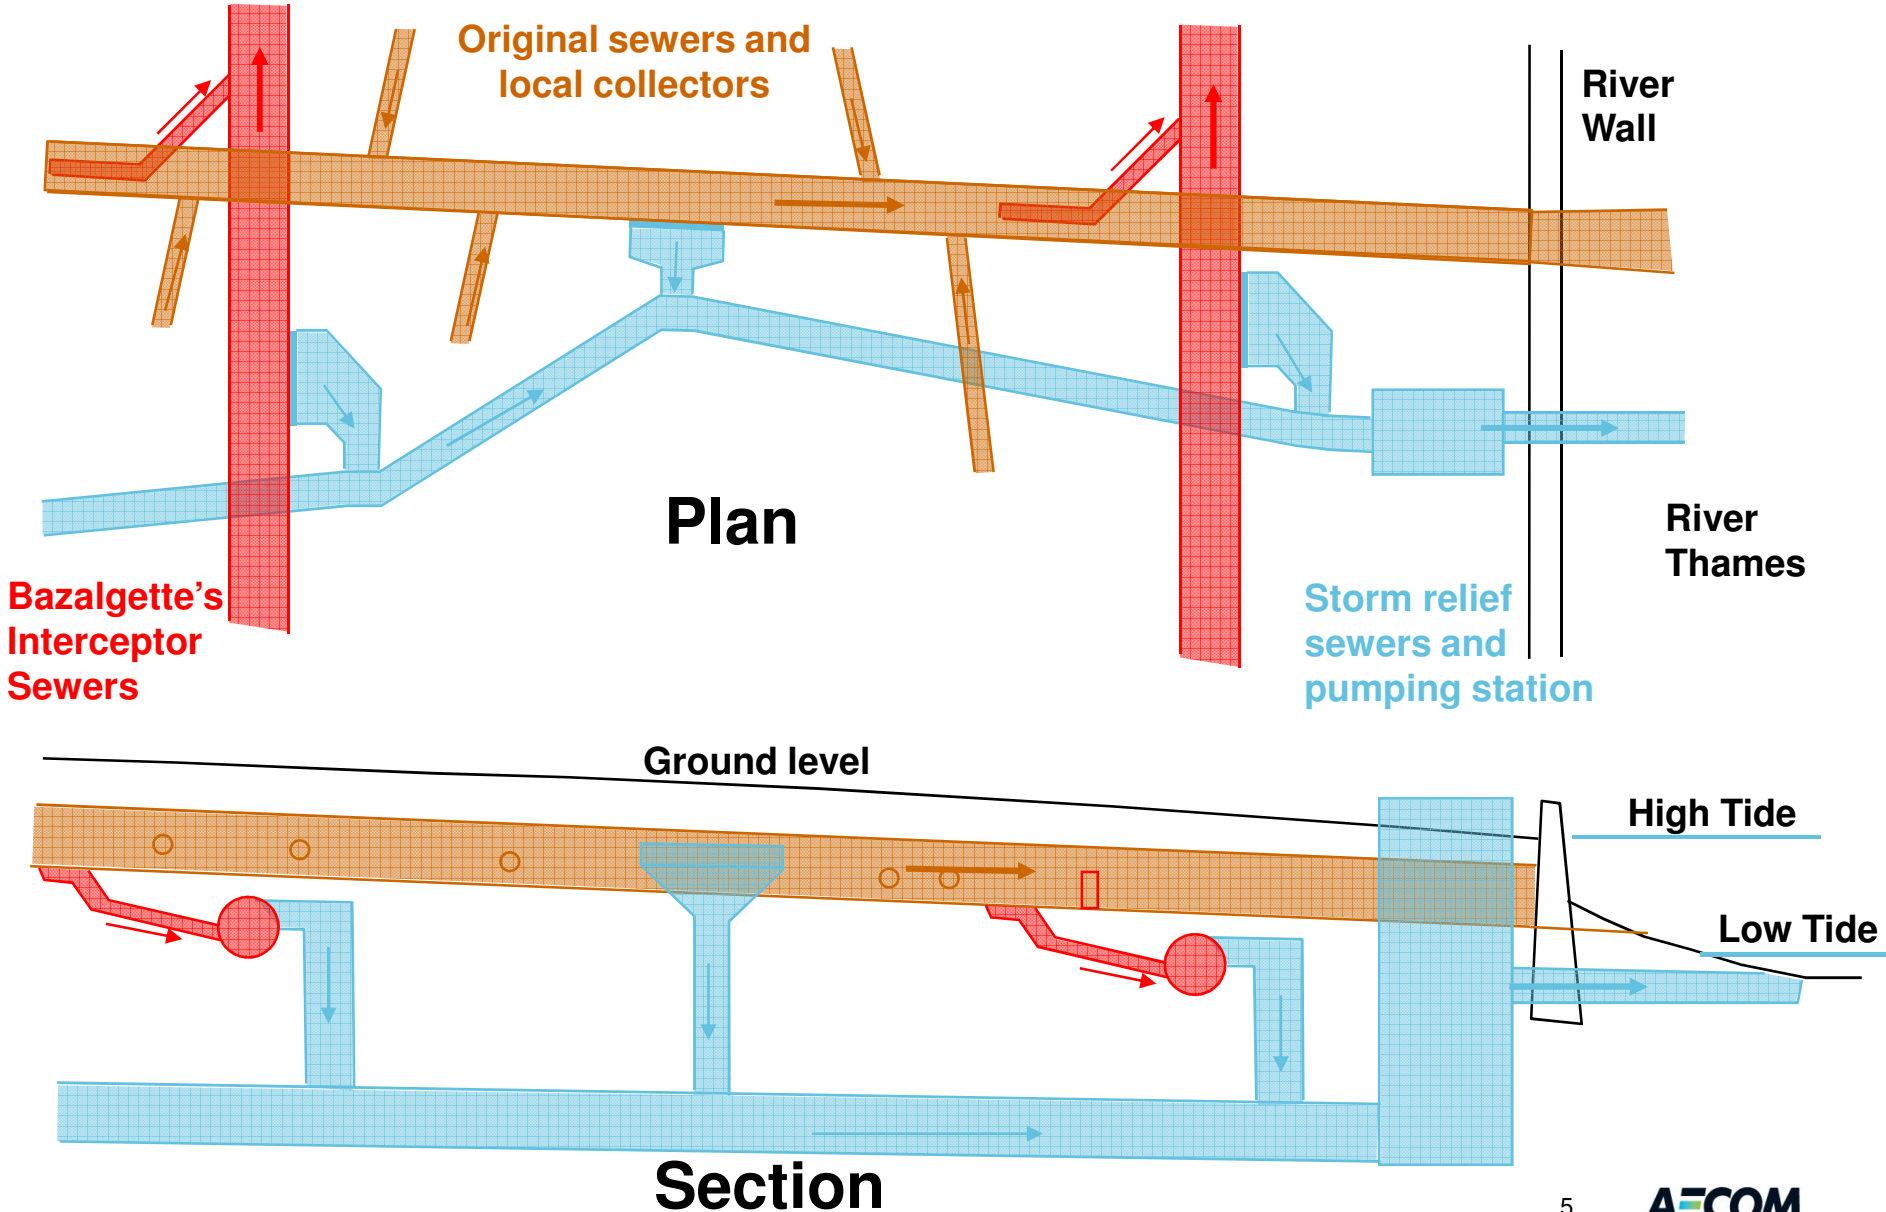 Original sewers and
local collectors
River
Wall
Plan
River
Thames
Bazalgette’s
Interceptor
Sewers
Storm relief
sewers and
pumping station
Ground level
High Tide
Low Tide
Section
5
AECOM